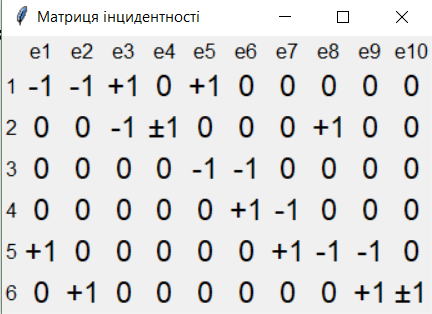 Матриця інцидентності
e1 e2 e3 e4 e5 e6 e7 e8 e9 e10
1 -1 -1 +1 0 +1 0 0 0 0 0
2 0 0 -1 ±1 0 0 0 +1 0 0
3 0 0 0 0 -1 -1 0 0 0 0
4 0 0 0 0 0 +1 -1 0 0 0
5 +1 0 0 0 0 0 +1 -1 -1 0
6 0 +1 0 0 0 0 0 0 +1 ±1